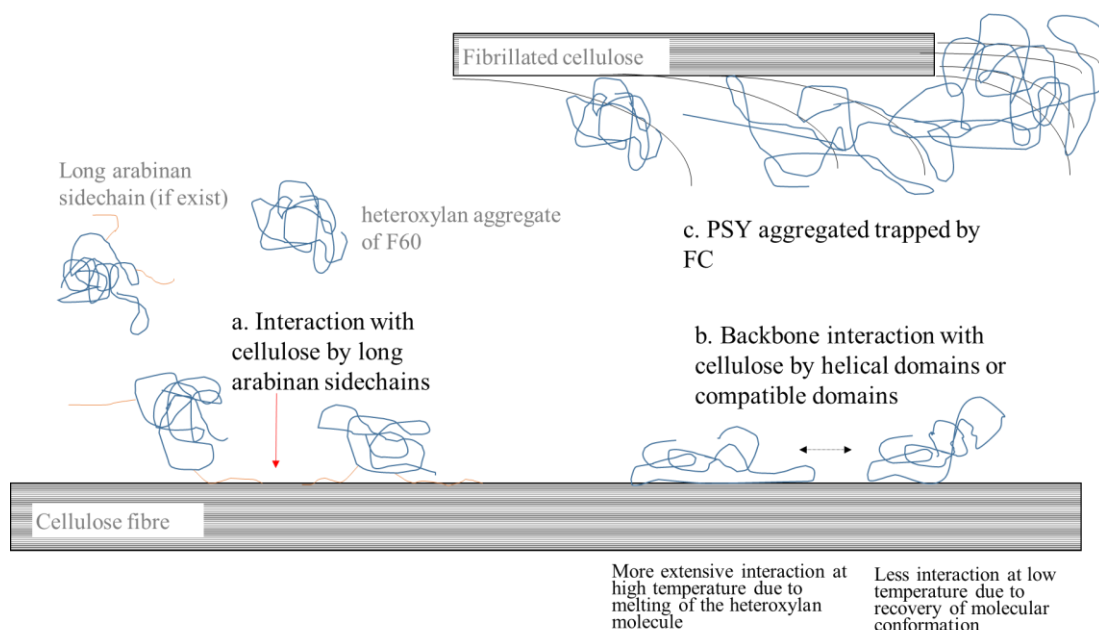 Fibrillated cellulose
Long arabinan
sidechain (if exist)
heteroxylan aggregate
of F60
c. PSY aggregated trapped by
FC
a. Interaction with
cellulose by long
arabinan sidechains
b. Backbone interaction with
cellulose by helical domains or
compatible domains
Cellulose fibre
More extensive interaction at
high temperature due to
melting of the heteroxylan
molecule
Less interaction at low
temperature due to
recovery of molecular
conformation